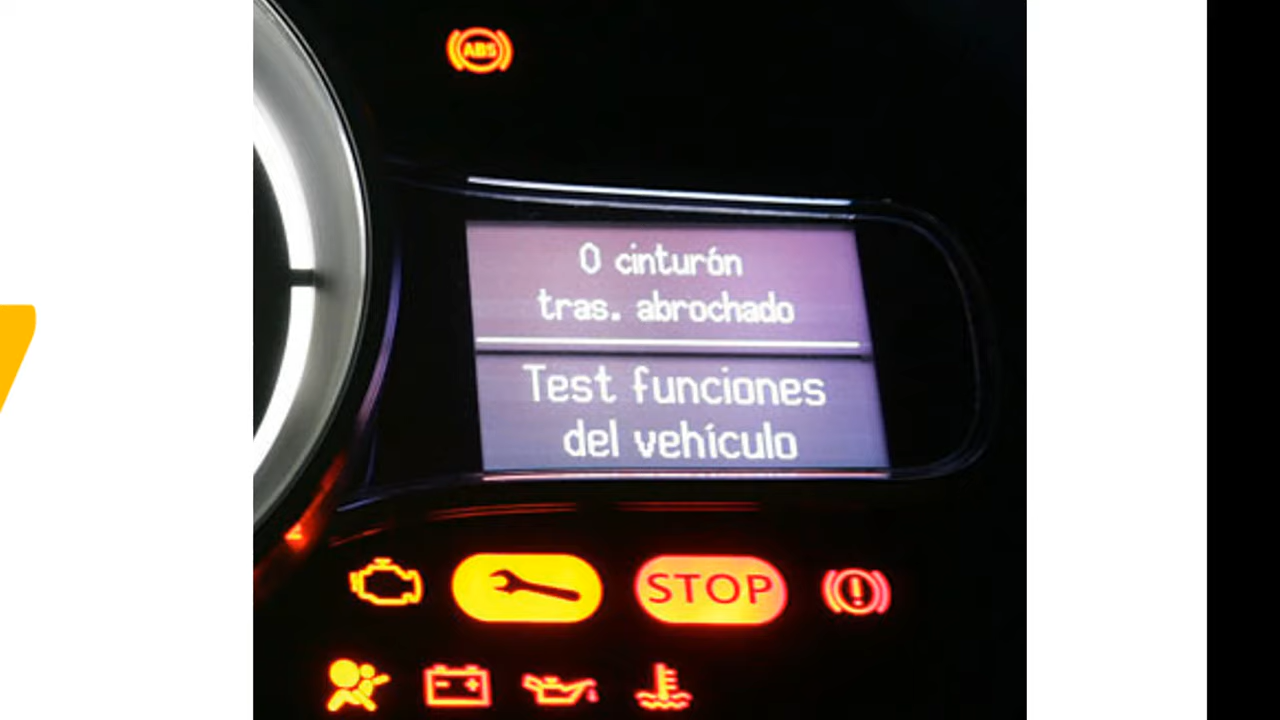 ABS
0 cinturón
tras. abrochado
Test funciones
del vehículo
STOP